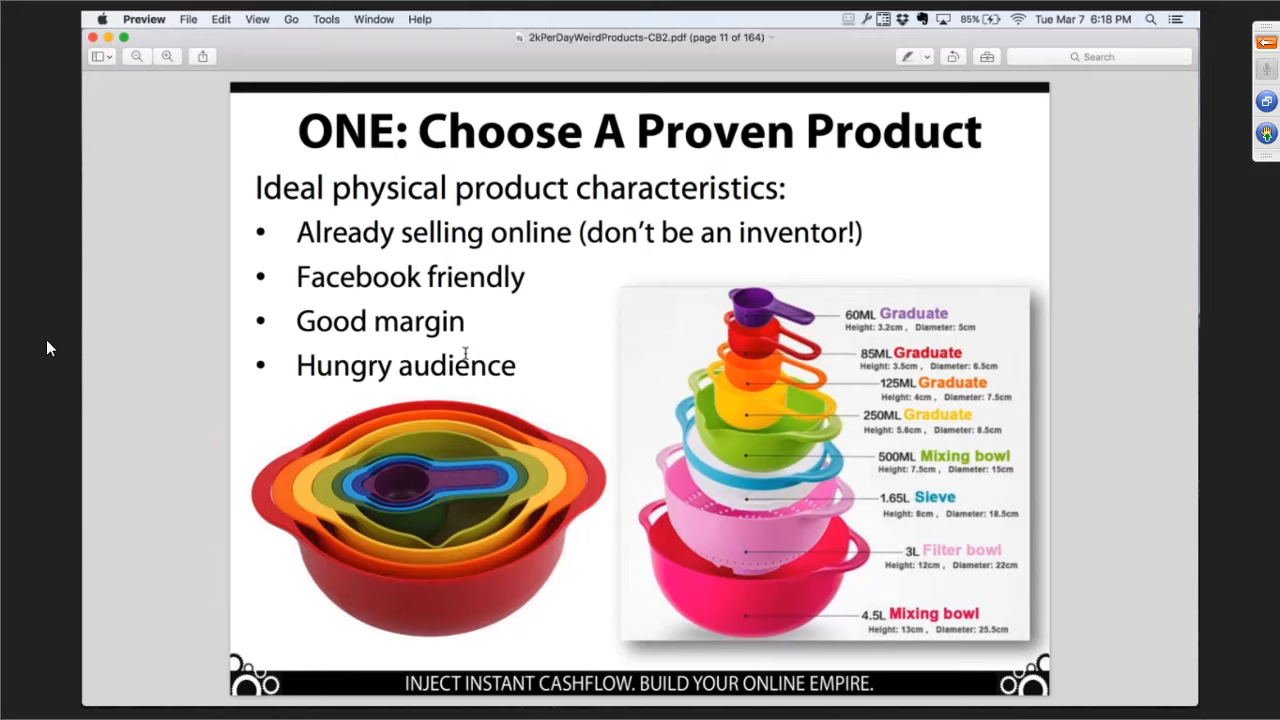 Preview File Edit View Go Tools Window Help 85% Tue Mar 7 6:18 PM
2kPerDayWeirdProducts-CB2.pdf (page 11 of 164)
Search
ONE: Choose A Proven Product
Ideal physical product characteristics:
• Already selling online (don't be an inventor!)
• Facebook friendly
• Good margin
• Hungry audience
60ML Graduate
Height: 3.2cm , Diameter: 5cm
85ML Graduate
Height: 3.5cm , Diameter: 6.5cm
125ML Graduate
Height: 4cm , Diameter: 7.5cm
250ML Graduate
Height: 5.6cm , Diameter: 8.5cm
500ML Mixing bowl
Height: 7.5cm , Diameter: 15cm
1.65L Sieve
Height: 8cm , Diameter: 18.5cm
3L Filter bowl
Height: 12cm , Diameter: 22cm
4.5L Mixing bowl
Height: 13cm , Diameter: 25.5cm
INJECT INSTANT CASHFLOW. BUILD YOUR ONLINE EMPIRE.